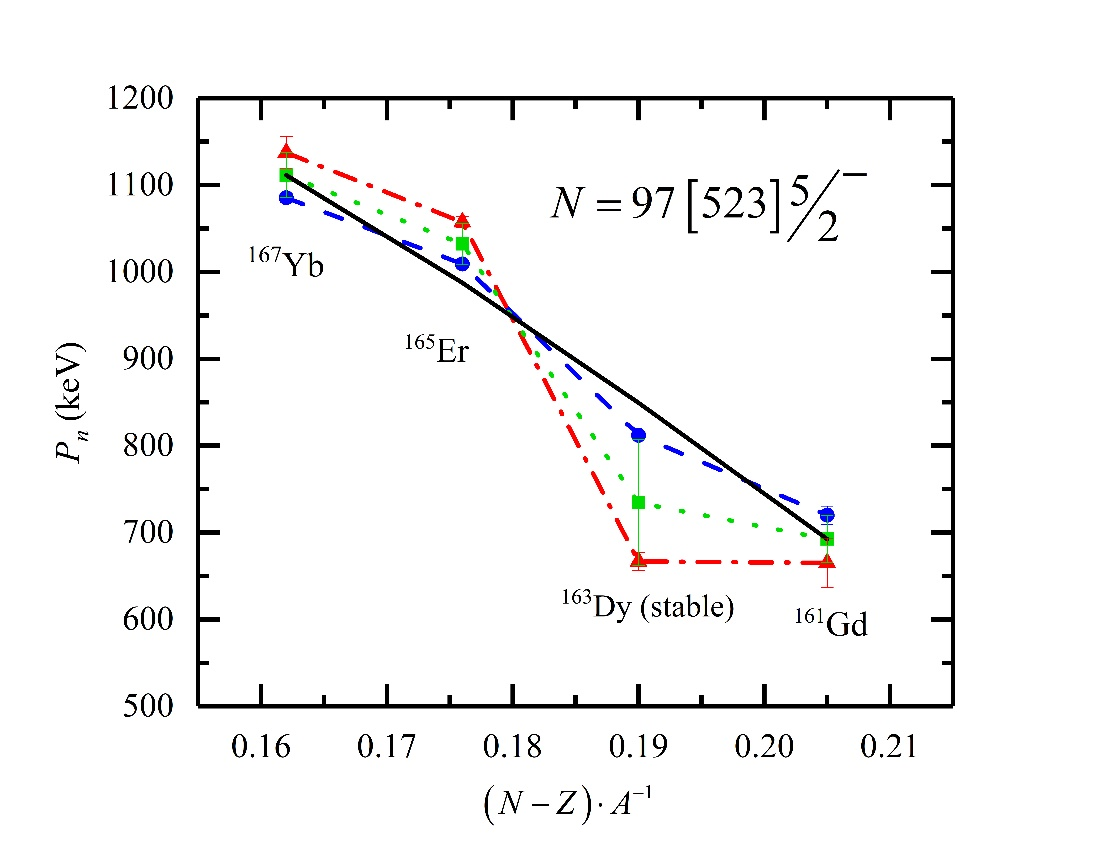 1200
1100
1000
900
800
700
600
500
P_n (keV)
N = 97 [523] 5/2^−
^167Yb
^165Er
^163Dy (stable)
^161Gd
0.16 0.17 0.18 0.19 0.20 0.21
(N − Z) · A^−1